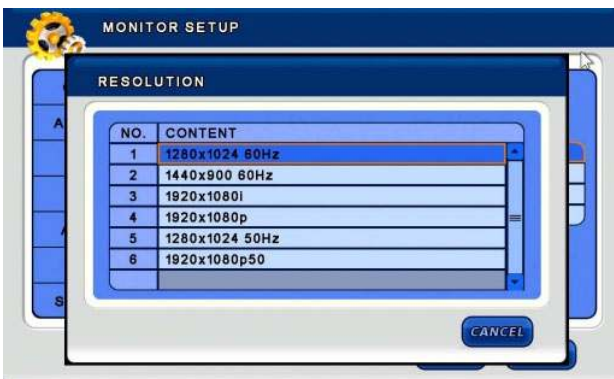 MONITOR SETUP
RESOLUTION
NO. CONTENT
1 1280x1024 60Hz
2 1440x900 60Hz
3 1920x1080i
4 1920x1080p
5 1280x1024 50Hz
6 1920x1080p50
CANCEL